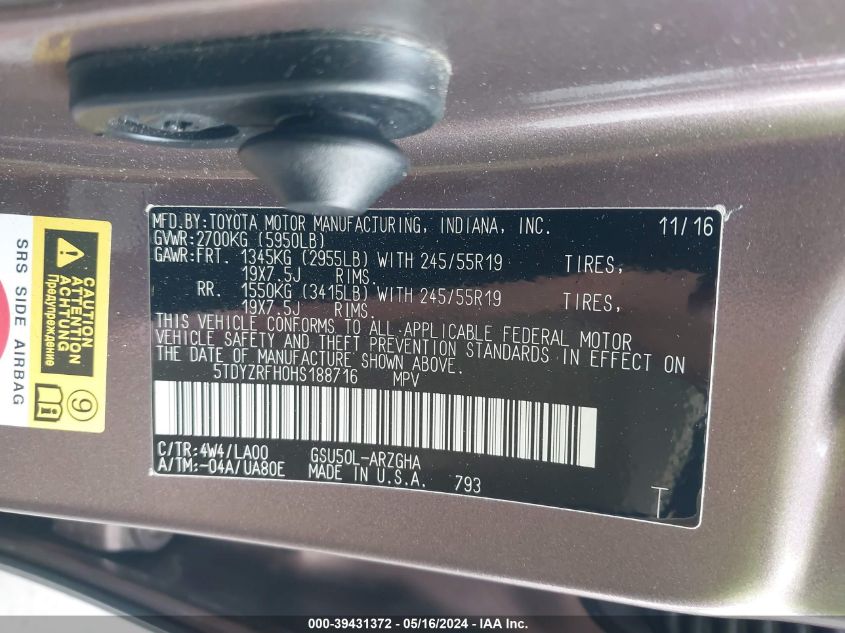 MFD.BY:TOYOTA MOTOR MANUFACTURING, INDIANA, INC. 11/16
GVWR:2700KG (5950LB)
GAWR:FRT. 1345KG (2955LB) WITH 245/55R19 TIRES,
19X7.5J RIMS.
RR. 1550KG (3415LB) WITH 245/55R19 TIRES,
19X7.5J RIMS.
THIS VEHICLE CONFORMS TO ALL APPLICABLE FEDERAL MOTOR
VEHICLE SAFETY AND THEFT PREVENTION STANDARDS IN EFFECT ON
THE DATE OF MANUFACTURE SHOWN ABOVE.
5TDYZRFH0HS188716 MPV
C/TR:4W4/LA00 GSU50L-ARZGHA
A/TM:-04A/UA80E MADE IN U.S.A. 793
T
SRS SIDE AIRBAG
CAUTION
ATTENTION
ACHTUNG
Предупреждение
9
000-39431372 - 05/16/2024 - IAAI.com.